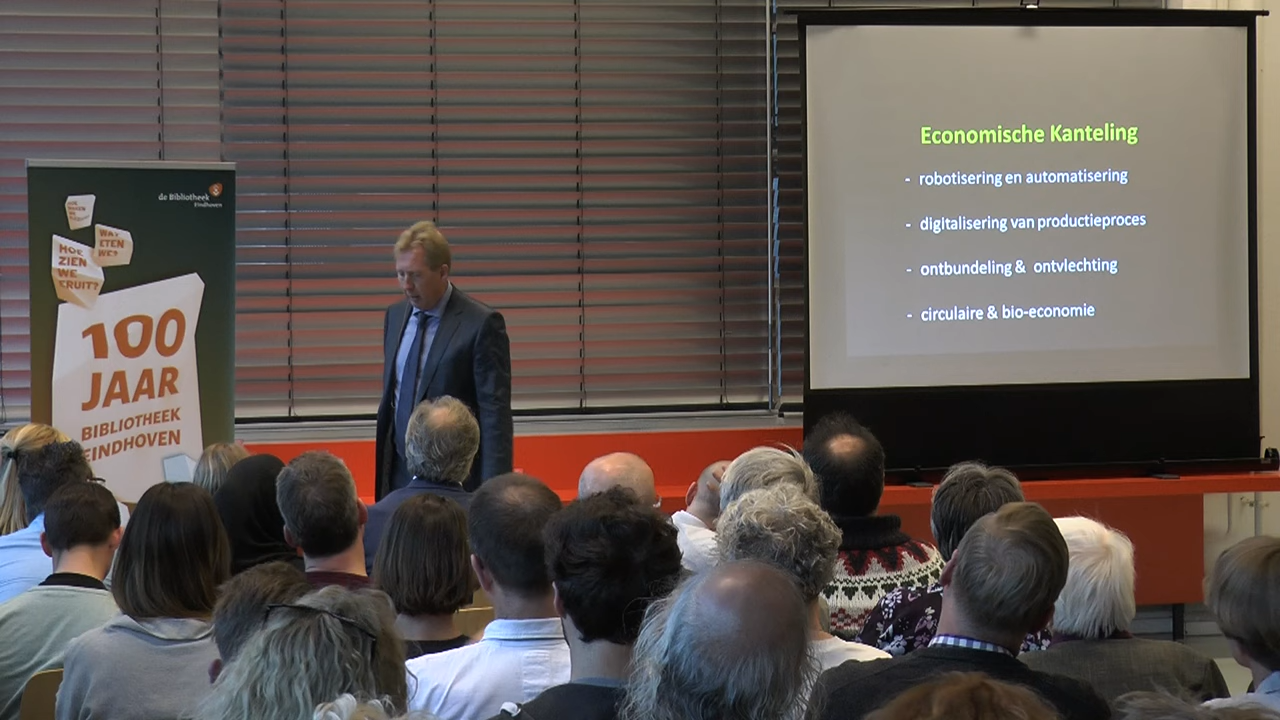 de Bibliotheek
Eindhoven
WAT
ETEN
WE?
HOE
ZIEN
WE
ERUIT?
100
JAAR
BIBLIOTHEEK
EINDHOVEN
Economische Kanteling
- robotisering en automatisering
- digitalisering van productieproces
- ontbundeling & ontvlechting
- circulaire & bio-economie